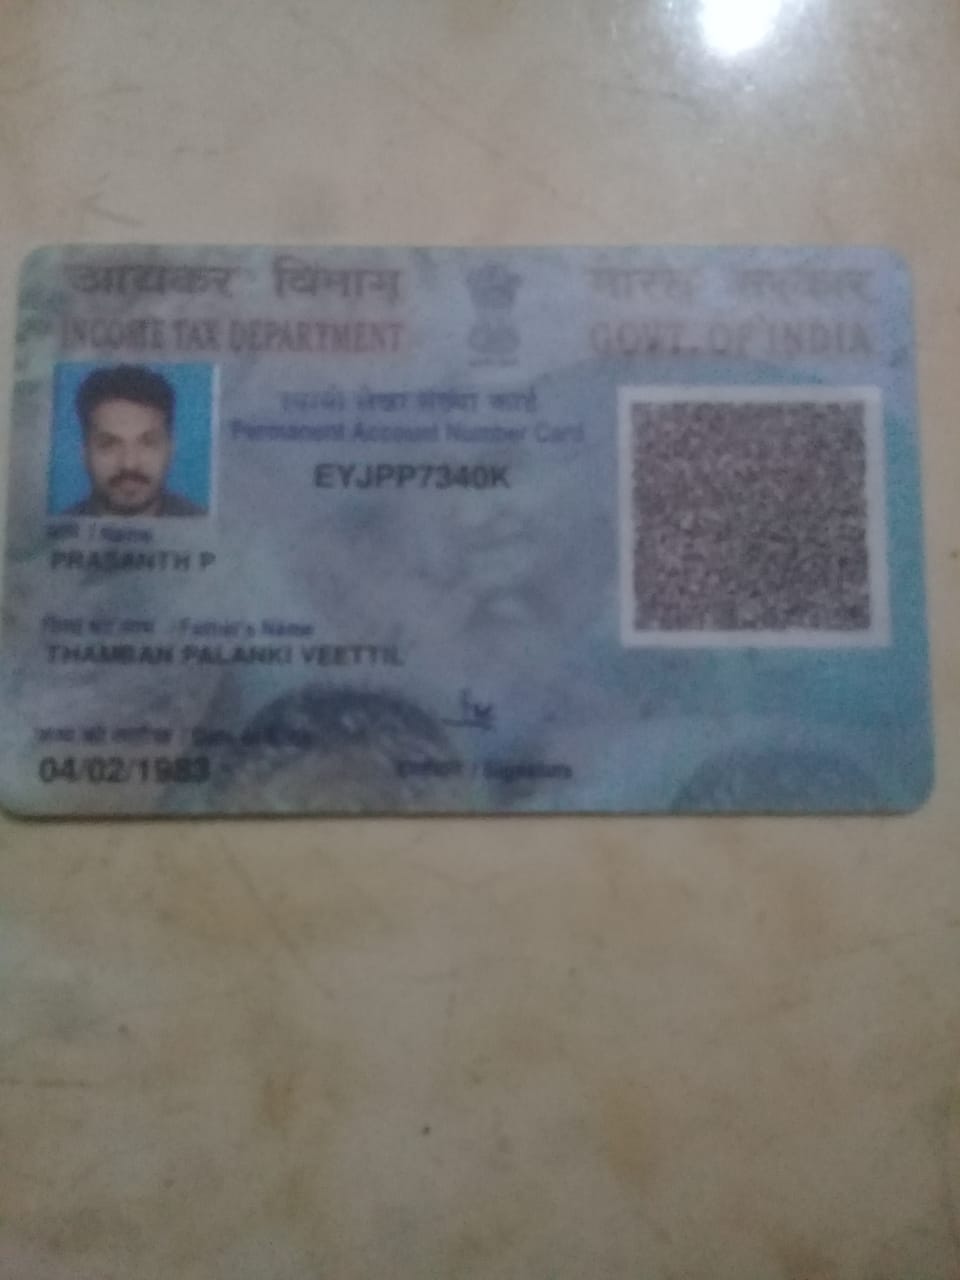 आयकर विभाग
INCOME TAX DEPARTMENT
भारत सरकार
GOVT. OF INDIA
स्थायी लेखा संख्या कार्ड
Permanent Account Number Card
EYJPP7340K
नाम / Name
PRASANTH P
पिता का नाम / Father's Name
THAMBAN PALANKI VEETTIL
जन्म की तारीख / Date of Birth
04/02/1983
हस्ताक्षर / Signature